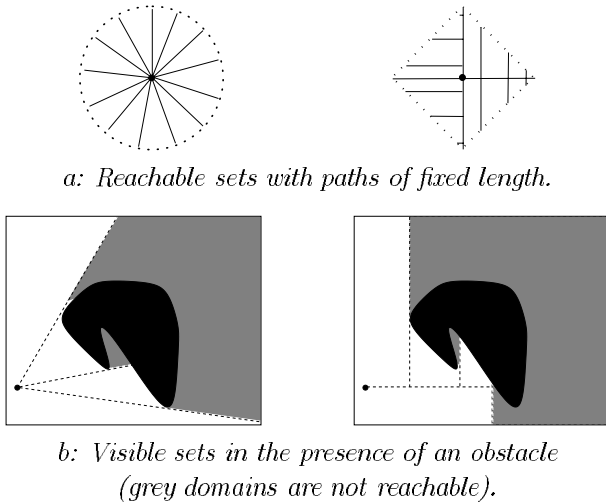 a: Reachable sets with paths of fixed length.
b: Visible sets in the presence of an obstacle
(grey domains are not reachable).